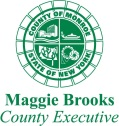 COUNTY OF MONROE
STATE OF NEW YORK
Maggie Brooks
County Executive